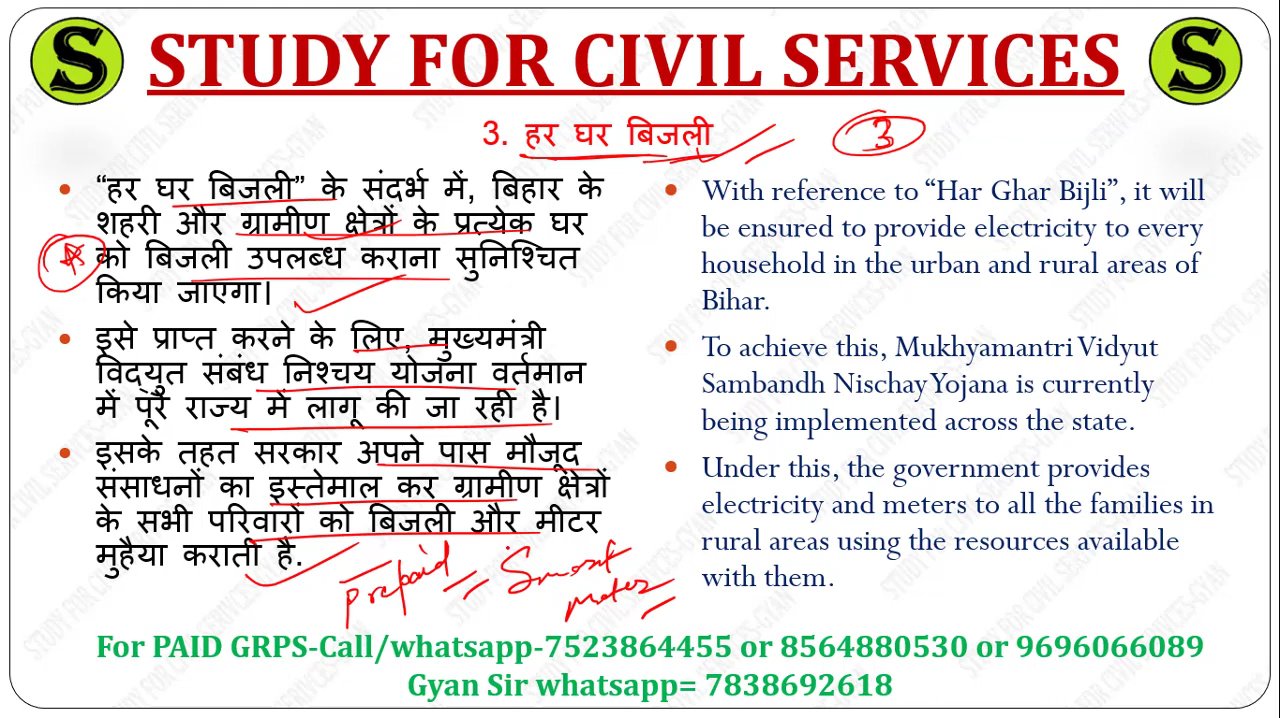 S
STUDY FOR CIVIL SERVICES
S
3. हर घर बिजली
3
“हर घर बिजली” के संदर्भ में, बिहार के
शहरी और ग्रामीण क्षेत्रों के प्रत्येक घर
को बिजली उपलब्ध कराना सुनिश्चित
किया जाएगा।
इसे प्राप्त करने के लिए, मुख्यमंत्री
विद्युत संबंध निश्चय योजना वर्तमान
में पूरे राज्य में लागू की जा रही है।
इसके तहत सरकार अपने पास मौजूद
संसाधनों का इस्तेमाल कर ग्रामीण क्षेत्रों
के सभी परिवारों को बिजली और मीटर
मुहैया कराती है.
prepaid Smart
meter
With reference to “Har Ghar Bijli”, it will
be ensured to provide electricity to every
household in the urban and rural areas of
Bihar.
To achieve this, Mukhyamantri Vidyut
Sambandh Nischay Yojana is currently
being implemented across the state.
Under this, the government provides
electricity and meters to all the families in
rural areas using the resources available
with them.
For PAID GRPS-Call/whatsapp-7523864455 or 8564880530 or 9696066089
Gyan Sir whatsapp= 7838692618